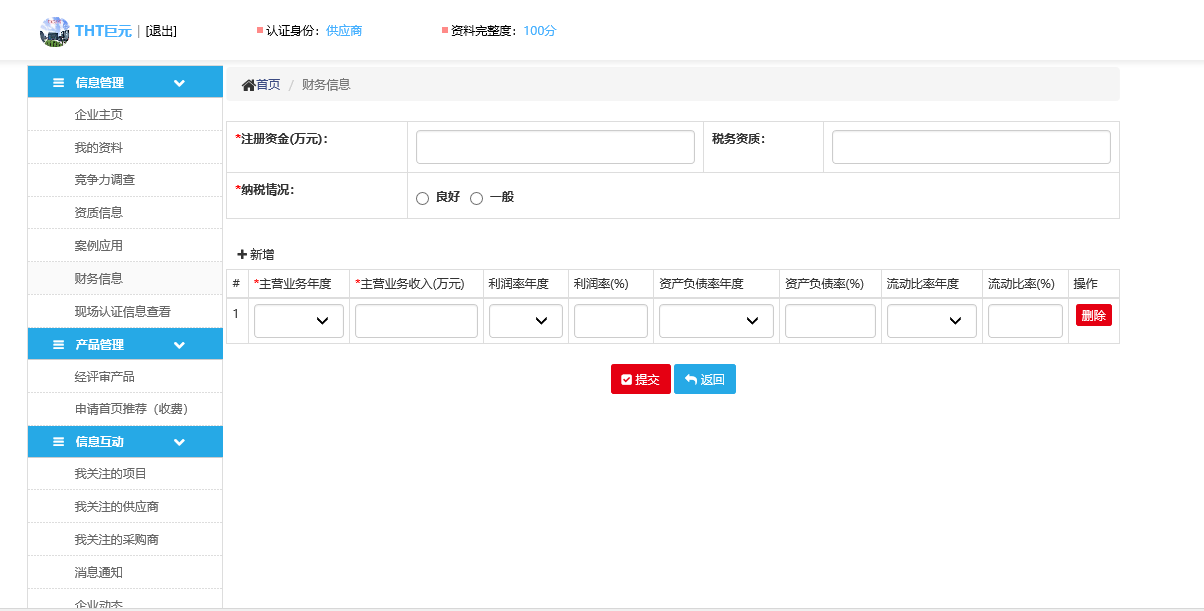 THT巨元 | [退出] 认证身份：供应商 资料完整度：100分
信息管理
企业主页
我的资料
竞争力调查
资质信息
案例应用
财务信息
现场认证信息查看
产品管理
经评审产品
申请首页推荐（收费）
信息互动
我关注的项目
我关注的供应商
我关注的采购商
消息通知
企业动态
首页 / 财务信息
*注册资金(万元)： 税务资质：
*纳税情况： 良好 一般
新增
# *主营业务年度 *主营业务收入(万元) 利润率年度 利润率(%) 资产负债率年度 资产负债率(%) 流动比率年度 流动比率(%) 操作
1 删除
提交 返回